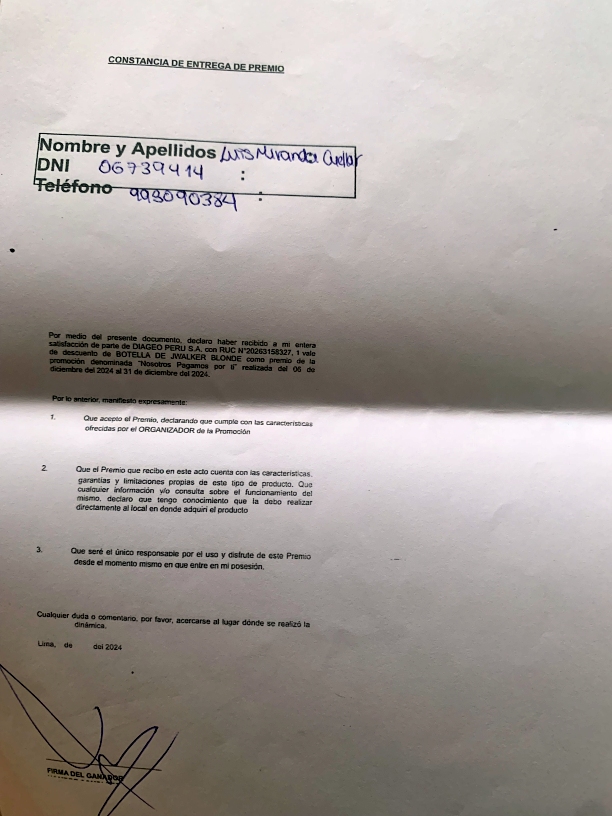 CONSTANCIA DE ENTREGA DE PREMIO
Nombre y Apellidos Luis Miranda Cuellar
DNI 06739414 :
Teléfono 993090384 :
Por medio del presente documento, declaro haber recibido a mi entera
satisfacción de parte de DIAGEO PERU S.A. con RUC N°20263158327, 1 vale
de descuento de BOTELLA DE JWALKER BLONDE como premio de la
promoción denominada "Nosotros Pagamos por ti" realizada del 06 de
diciembre del 2024 al 31 de diciembre del 2024.
Por lo anterior, manifiesto expresamente:
1. Que acepto el Premio, declarando que cumple con las características
ofrecidas por el ORGANIZADOR de la Promoción
2. Que el Premio que recibo en este acto cuenta con las características,
garantías y limitaciones propias de este tipo de producto. Que
cualquier información y/o consulta sobre el funcionamiento del
mismo, declaro que tengo conocimiento que la debo realizar
directamente al local en donde adquirí el producto
3. Que seré el único responsable por el uso y disfrute de este Premio
desde el momento mismo en que entre en mi posesión.
Cualquier duda o comentario, por favor, acercarse al lugar dónde se realizó la
dinámica.
Lima, de del 2024
FIRMA DEL GANADOR